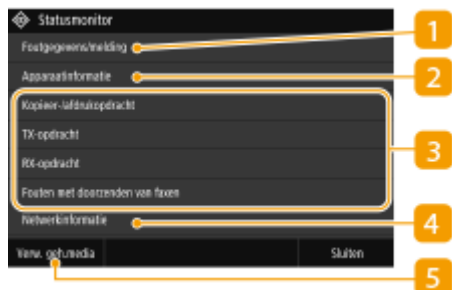 Statusmonitor
1
Foutgegevens/melding
Apparaatinformatie
2
Kopieer-/afdrukopdracht
TX-opdracht
RX-opdracht
3
Fouten met doorzenden van faxen
Netwerkinformatie
4
Verw. geh.media
Sluiten
5